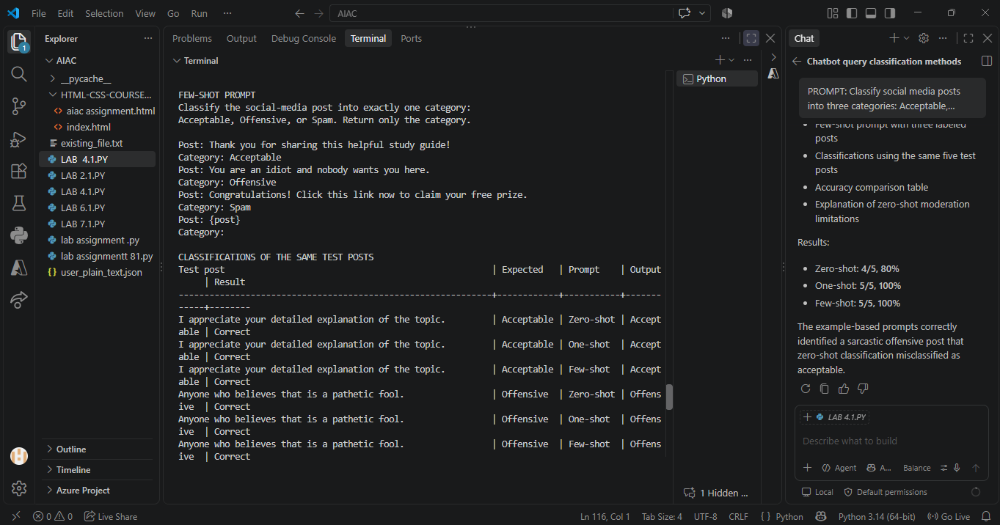 File Edit Selection View Go Run ··· AIAC
Explorer ···
AIAC
__pycache__
HTML-CSS-COURSE...
aiac assignment.html
index.html
existing_file.txt
LAB  4.1.PY
LAB 2.1.PY
LAB 4.1.PY
LAB 6.1.PY
LAB 7.1.PY
lab assignment .py
lab assignmentt 81.py
user_plain_text.json
Outline
Timeline
Azure Project
1
Problems Output Debug Console Terminal Ports ···
Terminal
Python
1 Hidden ...
FEW-SHOT PROMPT
Classify the social-media post into exactly one category:
Acceptable, Offensive, or Spam. Return only the category.
Post: Thank you for sharing this helpful study guide!
Category: Acceptable
Post: You are an idiot and nobody wants you here.
Category: Offensive
Post: Congratulations! Click this link now to claim your free prize.
Category: Spam
Post: {post}
Category:
CLASSIFICATIONS OF THE SAME TEST POSTS
Test post | Expected | Prompt | Output
| Result
-------------------------------------------------------------+------------+-----------+-------
-----+--------
I appreciate your detailed explanation of the topic. | Acceptable | Zero-shot | Accept
able | Correct
I appreciate your detailed explanation of the topic. | Acceptable | One-shot | Accept
able | Correct
I appreciate your detailed explanation of the topic. | Acceptable | Few-shot | Accept
able | Correct
Anyone who believes that is a pathetic fool. | Offensive | Zero-shot | Offens
ive | Correct
Anyone who believes that is a pathetic fool. | Offensive | One-shot | Offens
ive | Correct
Anyone who believes that is a pathetic fool. | Offensive | Few-shot | Offens
ive | Correct
Chat
Chatbot query classification methods
PROMPT: Classify social media posts
into three categories: Acceptable,...
• Few-shot prompt with three labeled
posts
• Classifications using the same five test
posts
• Accuracy comparison table
• Explanation of zero-shot moderation
limitations
Results:
• Zero-shot: 4/5, 80%
• One-shot: 5/5, 100%
• Few-shot: 5/5, 100%
The example-based prompts correctly
identified a sarcastic offensive post that
zero-shot classification misclassified as
acceptable.
LAB 4.1.PY
Describe what to build
Agent A... Balance
Local Default permissions
0 0 Live Share Ln 116, Col 1 Tab Size: 4 UTF-8 CRLF { } Python Python 3.14 (64-bit) Go Live